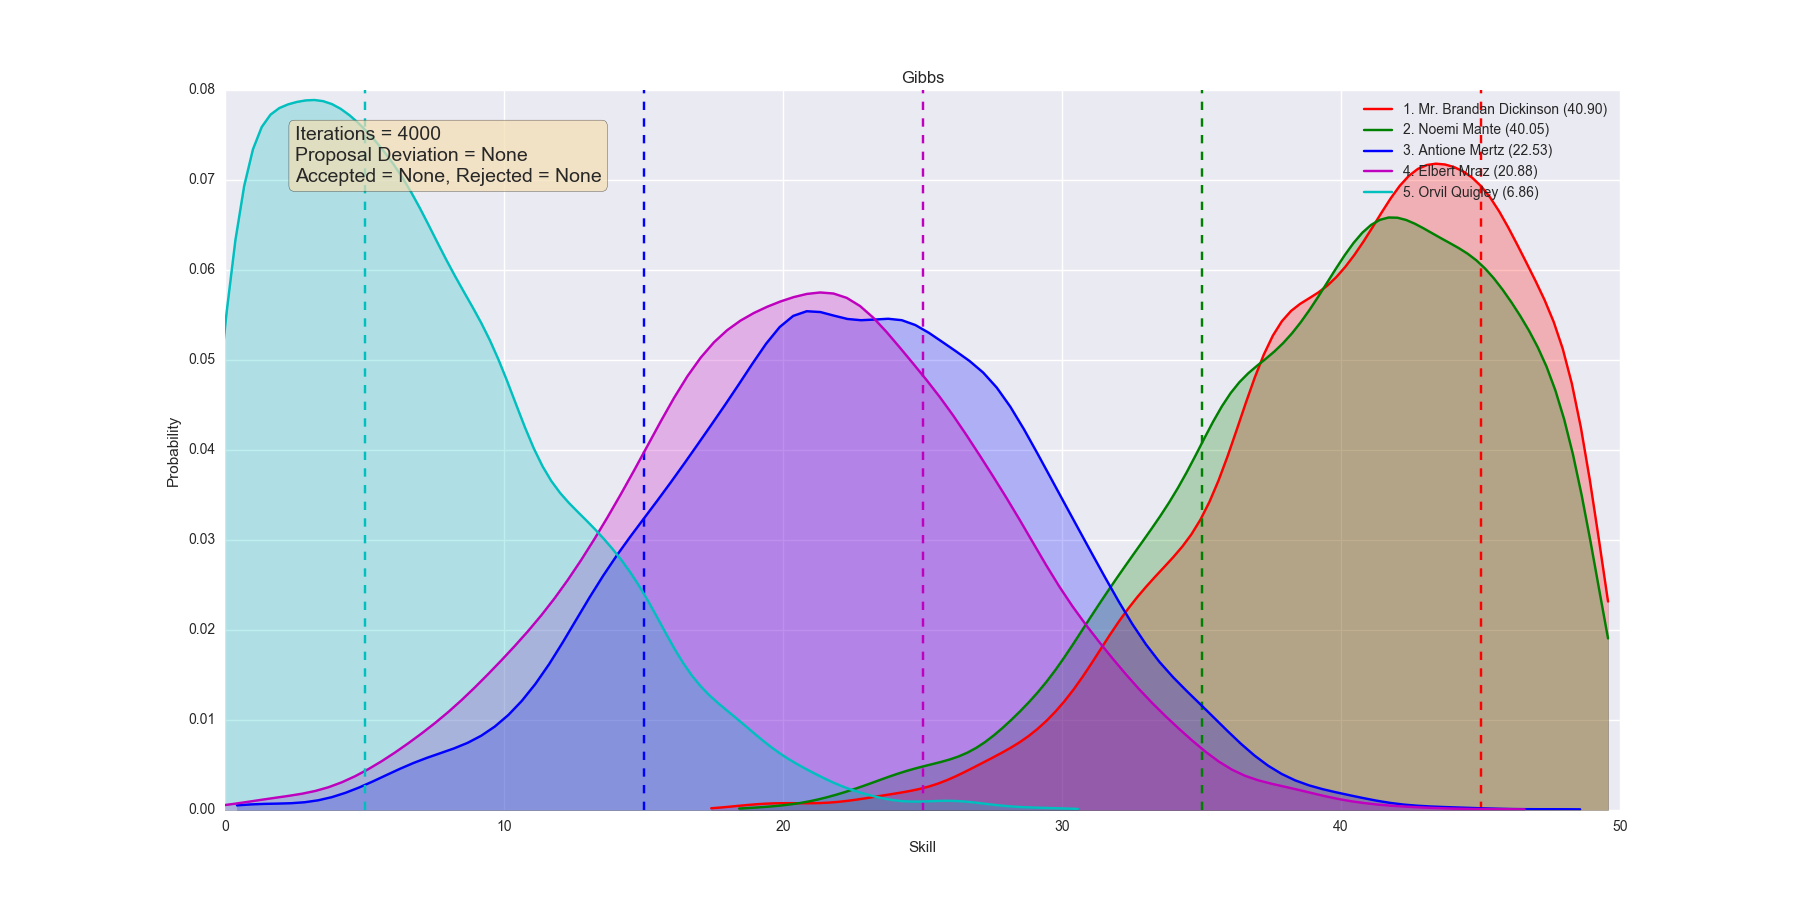 Gibbs
0.08
0.07
0.06
0.05
0.04
0.03
0.02
0.01
0.00
Probability
Iterations = 4000
Proposal Deviation = None
Accepted = None, Rejected = None
1. Mr. Brandan Dickinson (40.90)
2. Noemi Mante (40.05)
3. Antione Mertz (22.53)
4. Elbert Mraz (20.88)
5. Orvil Quigley (6.86)
0 10 20 30 40 50
Skill